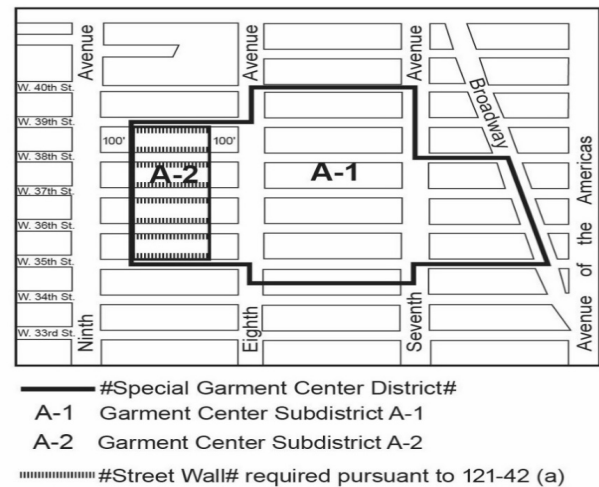 Avenue
Avenue
Avenue
W. 40th St.
W. 39th St.
W. 38th St.
W. 37th St.
W. 36th St.
W. 35th St.
W. 34th St.
W. 33rd St.
100'
100'
A-2
A-1
Broadway
Avenue of the Americas
Ninth
Eighth
Seventh
#Special Garment Center District#
A-1 Garment Center Subdistrict A-1
A-2 Garment Center Subdistrict A-2
#Street Wall# required pursuant to 121-42 (a)